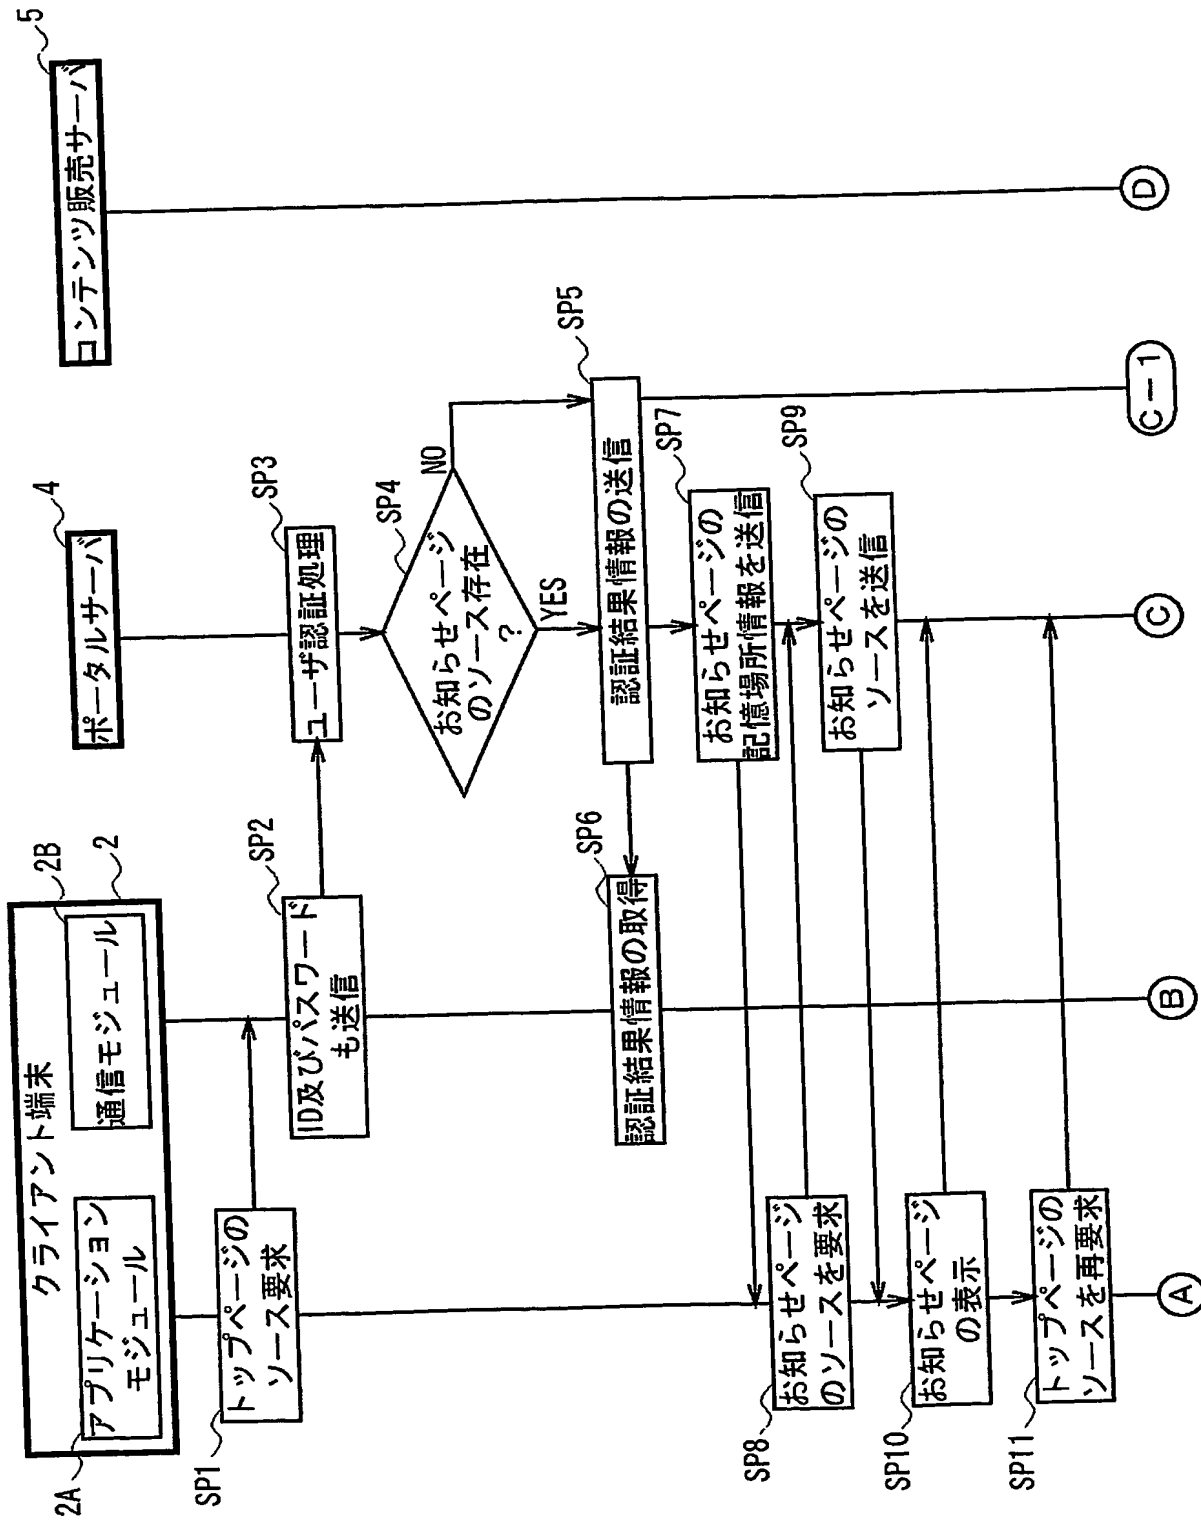 クライアント端末
2A
アプリケーション
モジュール
2B
通信モジュール
2
ポータルサーバ
4
コンテンツ販売サーバ
5
SP1
トップページの
ソース要求
SP2
ID及びパスワード
も送信
SP3
ユーザ認証処理
SP4
お知らせページ
のソース存在
?
NO
YES
SP5
認証結果情報の送信
SP6
認証結果情報の取得
SP7
お知らせページの
記憶場所情報を送信
SP8
お知らせページ
のソースを要求
SP9
お知らせページの
ソースを送信
SP10
お知らせページ
の表示
SP11
トップページの
ソースを再要求
A
B
C
C-1
D